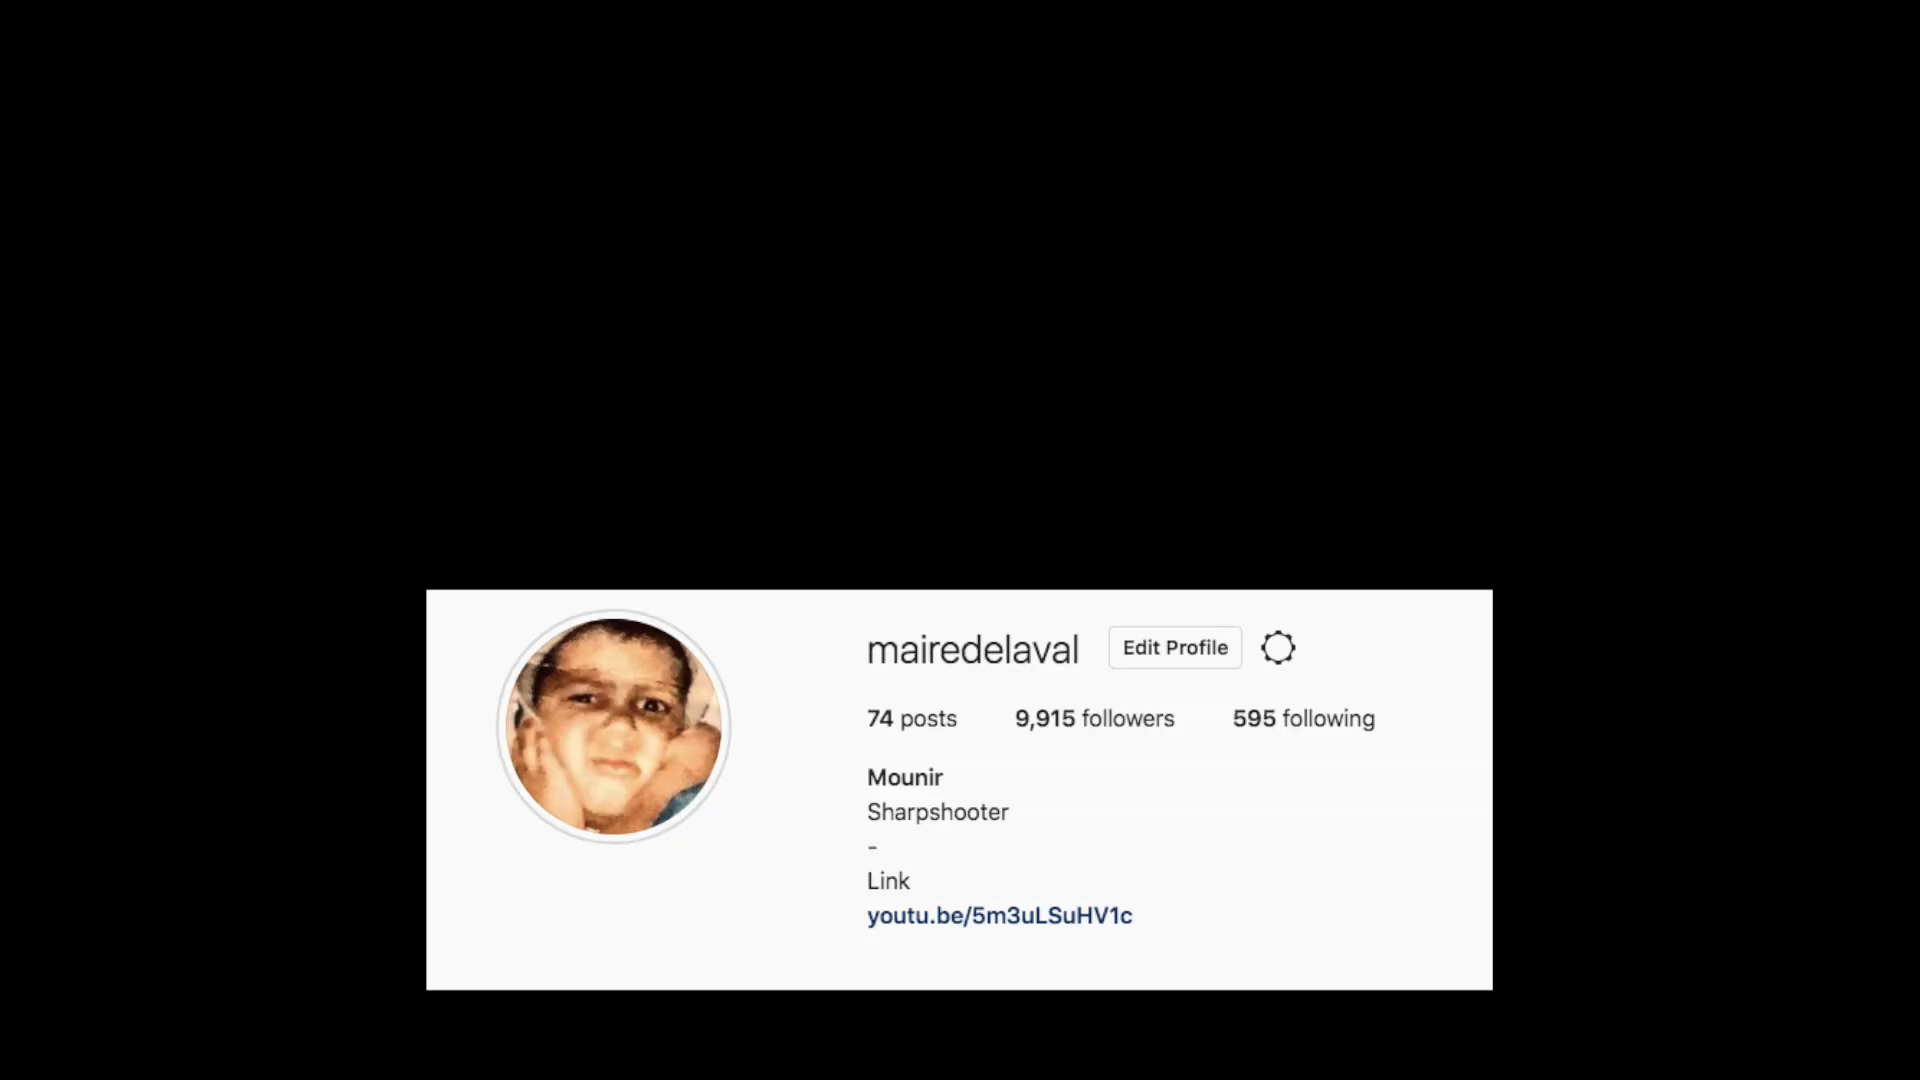 mairedelaval Edit Profile
74 posts 9,915 followers 595 following
Mounir
Sharpshooter
-
Link
youtu.be/5m3uLSuHV1c